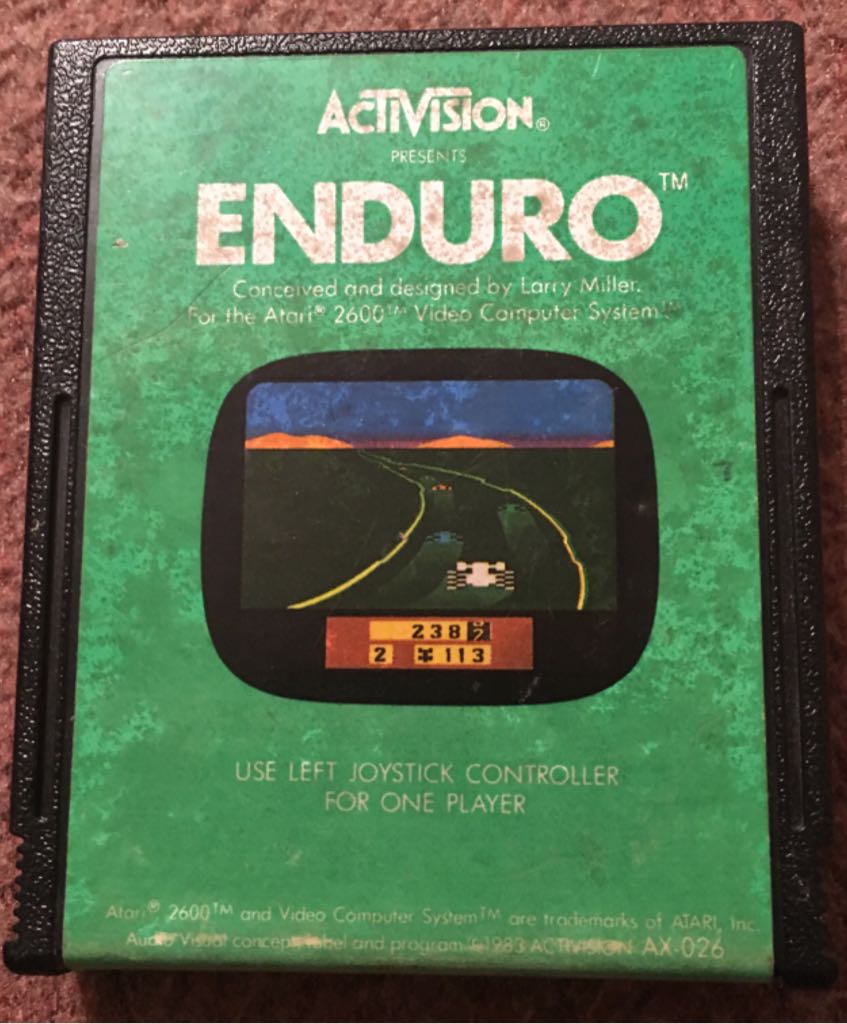 ACTIVISION®
PRESENTS
ENDURO™
Conceived and designed by Larry Miller.
For the Atari® 2600™ Video Computer System™
238 2
2 113
USE LEFT JOYSTICK CONTROLLER
FOR ONE PLAYER
Atari® 2600™ and Video Computer System™ are trademarks of ATARI, Inc.
Audio Visual concept, label and program ©1983 ACTIVISION AX-026